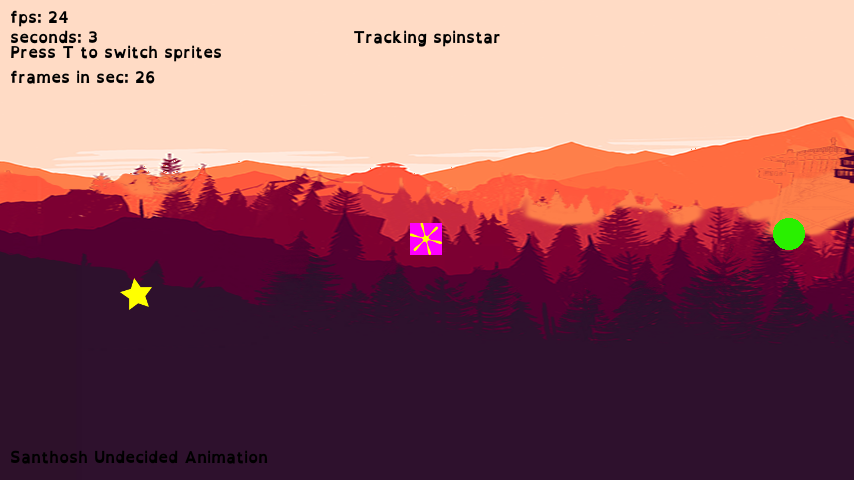 fps: 24
seconds: 3
Tracking spinstar
Press T to switch sprites
frames in sec: 26
Santhosh Undecided Animation